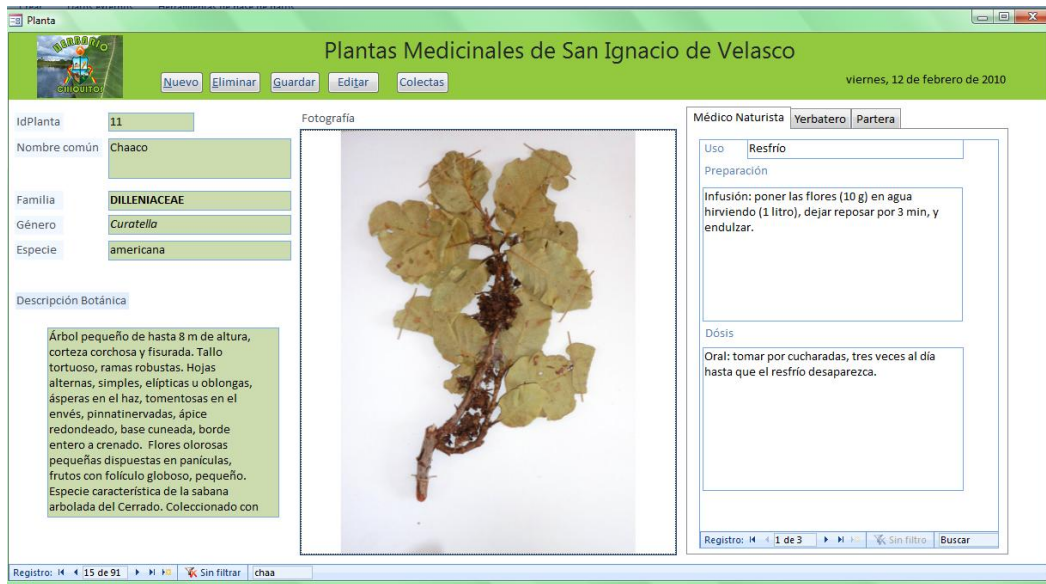 Planta
HERBARIO
CHIQUITOS
Plantas Medicinales de San Ignacio de Velasco
Nuevo Eliminar Guardar Editar Colectas
viernes, 12 de febrero de 2010
IdPlanta 11
Nombre común Chaaco
Familia DILLENIACEAE
Género Curatella
Especie americana
Descripción Botánica
Árbol pequeño de hasta 8 m de altura,
corteza corchosa y fisurada. Tallo
tortuoso, ramas robustas. Hojas
alternas, simples, elípticas u oblongas,
ásperas en el haz, tomentosas en el
envés, pinnatinervadas, ápice
redondeado, base cuneada, borde
entero a crenado. Flores olorosas
pequeñas dispuestas en panículas,
frutos con folículo globoso, pequeño.
Especie característica de la sabana
arbolada del Cerrado. Coleccionado con
Fotografía
Médico Naturista Yerbatero Partera
Uso Resfrío
Preparación
Infusión: poner las flores (10 g) en agua
hirviendo (1 litro), dejar reposar por 3 min, y
endulzar.
Dósis
Oral: tomar por cucharadas, tres veces al día
hasta que el resfrío desaparezca.
Registro: 1 de 3 Sin filtro Buscar
Registro: 15 de 91 Sin filtrar chaa